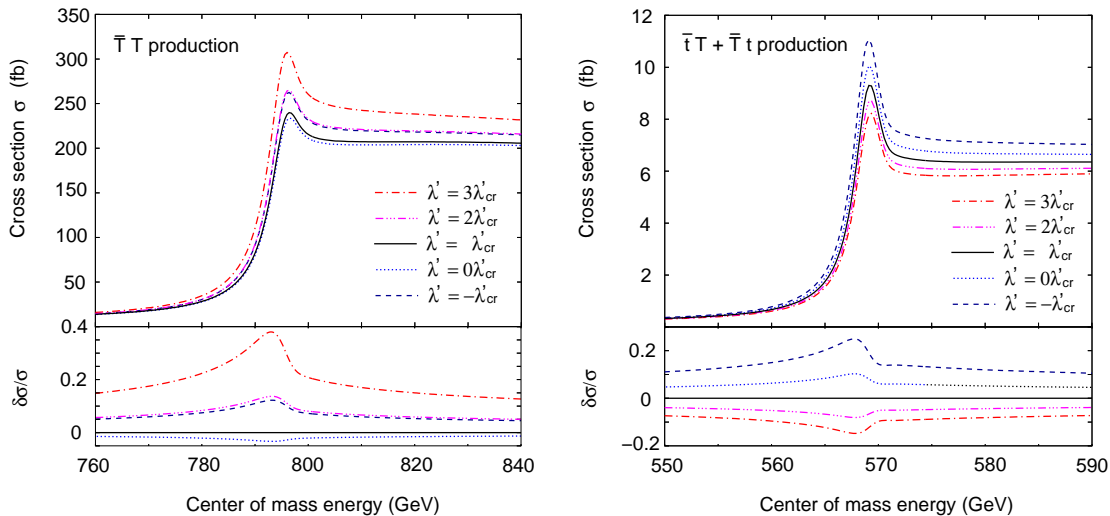 T̅ T production
Cross section σ (fb)
350
300
250
200
150
100
50
λ' = 3λ'cr
λ' = 2λ'cr
λ' = λ'cr
λ' = 0λ'cr
λ' = −λ'cr
δσ/σ
0.4
0.2
0
760
780
800
820
840
Center of mass energy (GeV)
t̅ T + T̅ t production
Cross section σ (fb)
12
10
8
6
4
2
λ' = 3λ'cr
λ' = 2λ'cr
λ' = λ'cr
λ' = 0λ'cr
λ' = −λ'cr
δσ/σ
0.2
0
−0.2
550
560
570
580
590
Center of mass energy (GeV)